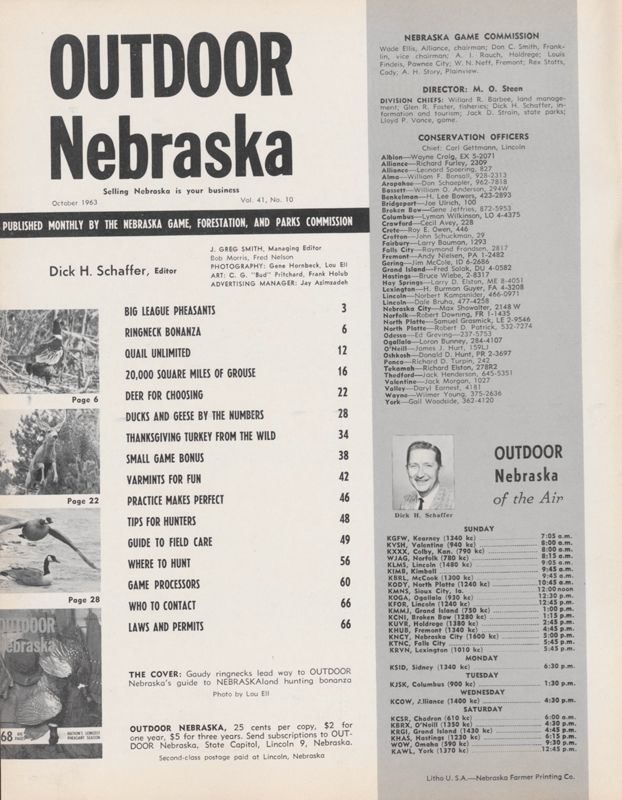 OUTDOOR
Nebraska
Selling Nebraska is your business
October 1963
Vol. 41, No. 10
PUBLISHED MONTHLY BY THE NEBRASKA GAME, FORESTATION, AND PARKS COMMISSION
Dick H. Schaffer, Editor
J. GREG SMITH, Managing Editor
Bob Morris, Fred Nelson
PHOTOGRAPHY: Gene Hornbeck, Lou Ell
ART: C. G. "Bud" Pritchard, Frank Holub
ADVERTISING MANAGER: Jay Azimzadeh
BIG LEAGUE PHEASANTS 3
RINGNECK BONANZA 6
QUAIL UNLIMITED 12
20,000 SQUARE MILES OF GROUSE 16
DEER FOR CHOOSING 22
DUCKS AND GEESE BY THE NUMBERS 28
THANKSGIVING TURKEY FROM THE WILD 34
SMALL GAME BONUS 38
VARMINTS FOR FUN 42
PRACTICE MAKES PERFECT 46
TIPS FOR HUNTERS 48
GUIDE TO FIELD CARE 49
WHERE TO HUNT 56
GAME PROCESSORS 60
WHO TO CONTACT 66
LAWS AND PERMITS 66
Page 6
Page 22
Page 28
OUTDOOR
Nebraska
68
THE COVER: Gaudy ringnecks lead way to OUTDOOR
Nebraska's guide to NEBRASKAland hunting bonanza
Photo by Lou Ell
OUTDOOR NEBRASKA, 25 cents per copy, $2 for
one year, $5 for three years. Send subscriptions to OUT-
DOOR Nebraska, State Capitol, Lincoln 9, Nebraska.
Second-class postage paid at Lincoln, Nebraska
NEBRASKA GAME COMMISSION
Wade Ellis, Alliance, chairman; Don C. Smith, Frank-
lin, vice chairman; A. I. Rauch, Holdrege; Louis
Findeis, Pawnee City; W. N. Neff, Fremont; Rex Stotts,
Cody, A. H. Story, Plainview.
DIRECTOR: M. O. Steen
DIVISION CHIEFS: Willard R. Barbee, land manage-
ment; Glen R. Foster, fisheries; Dick H. Schaffer, in-
formation and tourism; Jack D. Strain, state parks;
Lloyd P. Vance, game.
CONSERVATION OFFICERS
Chief: Carl Gettmann, Lincoln
Albion—Wayne Craig, EX 5-2071
Alliance—Richard Furley, 2309
Alliance—Leonard Spoering, 827
Alma—William F. Bonsall, 928-2313
Arapahoe—Don Schaepler, 962-7818
Bassett—William O. Anderson, 294W
Benkelman—H. Lee Bowers, 423-2893
Bridgeport—Joe Ulrich, 100
Broken Bow—Gene Jeffries, 872-5953
Columbus—Lyman Wilkinson, LO 4-4375
Crawford—Cecil Avey, 228
Crete—Roy E. Owen, 446
Crofton—John Schuckman, 29
Fairbury—Larry Bauman, 1293
Falls City—Raymond Frandsen, 2817
Fremont—Andy Nielsen, PA 1-2482
Gering—Jim McCole, ID 6-2686
Grand Island—Fred Salak, DU 4-0582
Hastings—Bruce Wiebe, 2-8317
Hay Springs—Larry D. Elston, ME 8-4051
Lexington—H. Burman Guyer, FA 4-3208
Lincoln—Norbert Kampsnider, 466-0971
Lincoln—Dale Bruha, 477-4258
Nebraska City—Max Showalter, 2148 W
Norfolk—Robert Downing, FR 1-1435
North Platte—Samuel Grasmick, LE 2-9546
North Platte—Robert D. Patrick, 532-7274
Odessa—Ed Greving—237-5753
Ogallala—Loron Bunney, 284-4107
O'Neill—James J. Hurt, 159LJ
Oshkosh—Donald D. Hunt, PR 2-3697
Ponca—Richard D. Turpin, 242
Tekamah—Richard Elston, 278R2
Thedford—Jack Henderson, 645-5351
Valentine—Jack Morgan, 1027
Valley—Daryl Earnest, 4181
Wayne—Wilmer Young, 375-2636
York—Gail Woodside, 362-4120
Dick H. Schaffer
OUTDOOR
Nebraska
of the Air
SUNDAY
KGFW, Kearney (1340 kc) 7:05 a.m.
KVSH, Valentine (940 kc) 8:00 a.m.
KXXX, Colby, Kan. (790 kc) 8:00 a.m.
WJAG, Norfolk (780 kc) 8:15 a.m.
KLMS, Lincoln (1480 kc) 9:05 a.m.
KIMB, Kimball 9:45 a.m.
KBRL, McCook (1300 kc) 9:45 a.m.
KODY, North Platte (1240 kc) 10:45 a.m.
KMNS, Sioux City, Ia. 12:00 noon
KOGA, Ogallala (930 kc) 12:30 p.m.
KFOR, Lincoln (1240 kc) 12:45 p.m.
KMMJ, Grand Island (750 kc) 1:00 p.m.
KCNI, Broken Bow (1280 kc) 1:15 p.m.
KUVR, Holdrege (1380 kc) 2:45 p.m.
KHUB, Fremont (1340 kc) 4:45 p.m.
KNCY, Nebraska City (1600 kc) 5:00 p.m.
KTNC, Falls City 5:45 p.m.
KRVN, Lexington (1010 kc) 5:45 p.m.
MONDAY
KSID, Sidney (1340 kc) 6:30 p.m.
TUESDAY
KJSK, Columbus (900 kc) 1:30 p.m.
WEDNESDAY
KCOW, J.lliance (1400 kc) 4:30 p.m.
SATURDAY
KCSR, Chadron (610 kc) 6:00 a.m.
KBRX, O'Neill (1350 kc) 4:30 p.m.
KRGI, Grand Island (1430 kc) 4:45 p.m.
KHAS, Hastings (1230 kc) 6:15 p.m.
WOW, Omaha (590 kc) 9:30 p.m.
KAWL, York (1370 kc) 12:45 p.m.
Litho U. S.A.—Nebraska Farmer Printing Co.